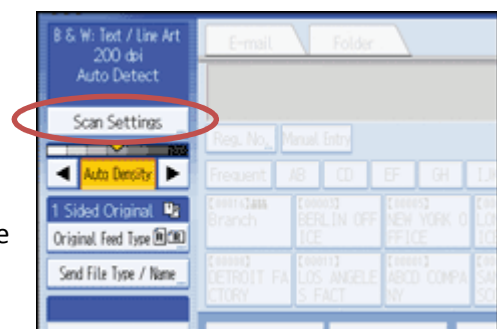 B & W: Text / Line Art
200 dpi
Auto Detect
E-mail
Folder
Scan Settings
Reg. No.
Manual Entry
Auto Density
Frequent
AB
CD
EF
GH
1 Sided Original
[00001]
Branch
BERLIN OFF
ICE
NEW YORK O
FFICE
Original Feed Type
Send File Type / Name
DETROIT FA
CTORY
[00011]
LOS ANGELE
S FACT
ABCD COMPA
NY
e